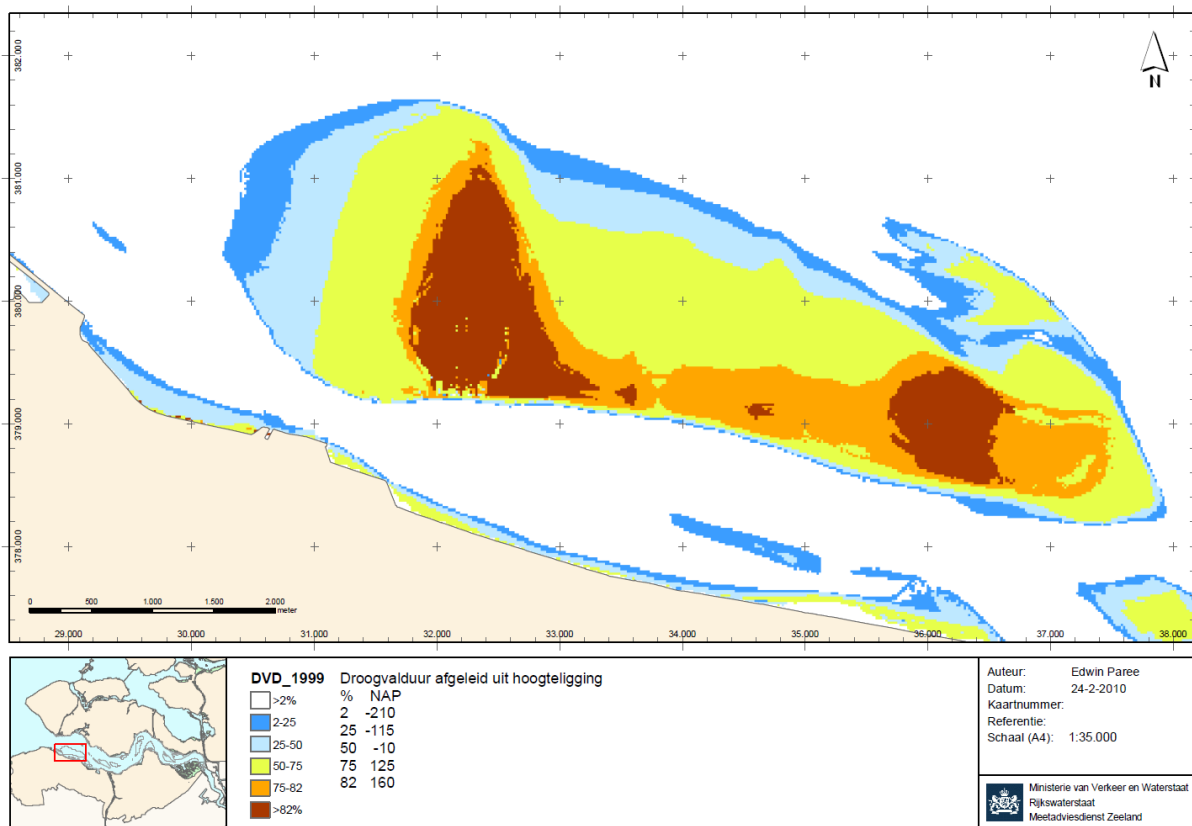 382.000
381.000
380.000
379.000
378.000
N
0 500 1.000 1.500 2.000
meter
29.000 30.000 31.000 32.000 33.000 34.000 35.000 36.000 37.000 38.000
DVD_1999 Droogvalduur afgeleid uit hoogteligging
>2%
2-25
25-50
50-75
75-82
>82%
% NAP
2 -210
25 -115
50 -10
75 125
82 160
Auteur: Edwin Paree
Datum: 24-2-2010
Kaartnummer:
Referentie:
Schaal (A4): 1:35.000
Ministerie van Verkeer en Waterstaat
Rijkswaterstaat
Meetadviesdienst Zeeland